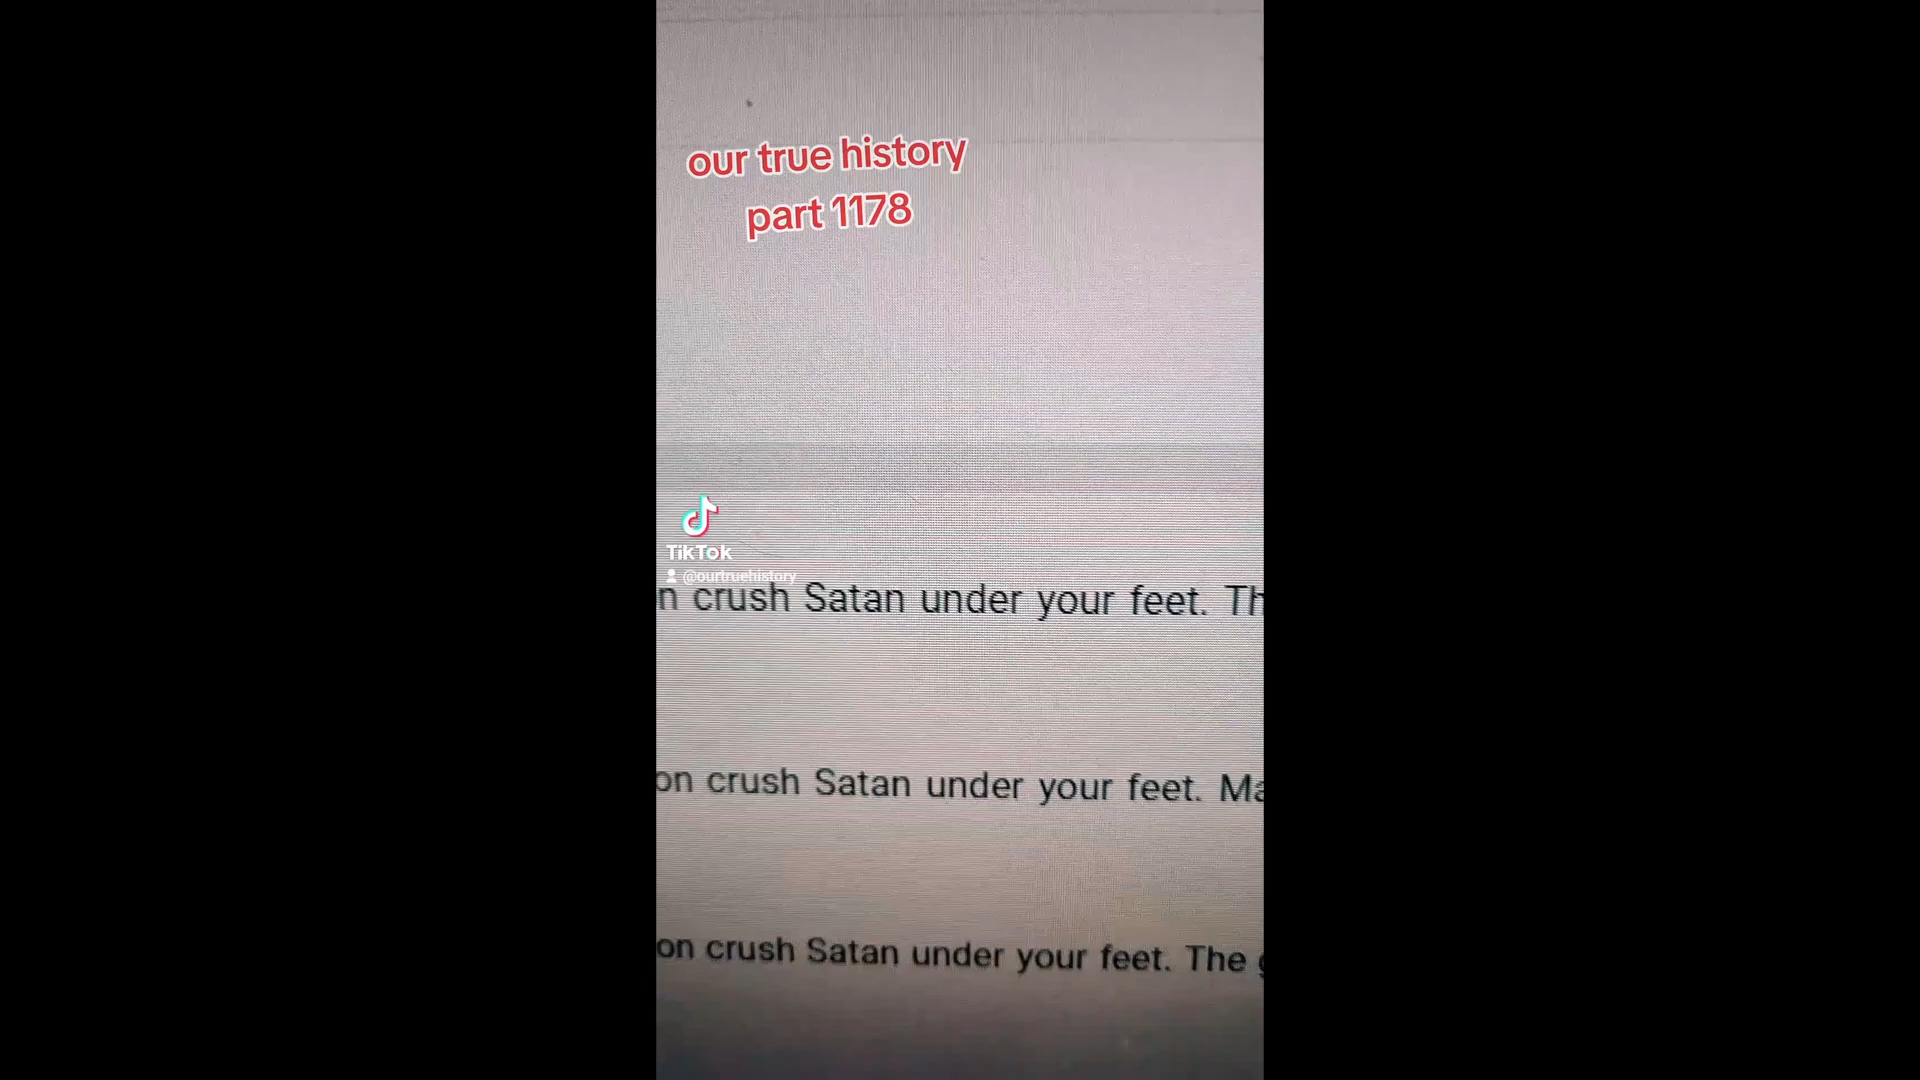 our true history
part 1178
TikTok
@ourtruehistory
n crush Satan under your feet. Th
on crush Satan under your feet. Ma
on crush Satan under your feet. The